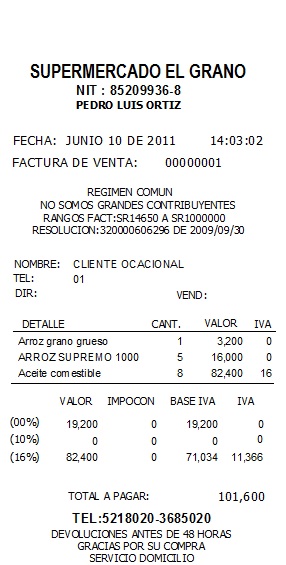 SUPERMERCADO EL GRANO
NIT : 85209936-8
PEDRO LUIS ORTIZ
FECHA: JUNIO 10 DE 2011 14:03:02
FACTURA DE VENTA: 00000001
REGIMEN COMUN
NO SOMOS GRANDES CONTRIBUYENTES
RANGOS FACT:SR14650 A SR1000000
RESOLUCION:320000606296 DE 2009/09/30
NOMBRE: CLIENTE OCACIONAL
TEL: 01
DIR: VEND:
DETALLE CANT. VALOR IVA
Arroz grano grueso 1 3,200 0
ARROZ SUPREMO 1000 5 16,000 0
Aceite comestible 8 82,400 16
VALOR IMPOCON BASE IVA IVA
(00%) 19,200 0 19,200 0
(10%) 0 0 0 0
(16%) 82,400 0 71,034 11,366
TOTAL A PAGAR: 101,600
TEL:5218020-3685020
DEVOLUCIONES ANTES DE 48 HORAS
GRACIAS POR SU COMPRA
SERVICIO DOMICILIO